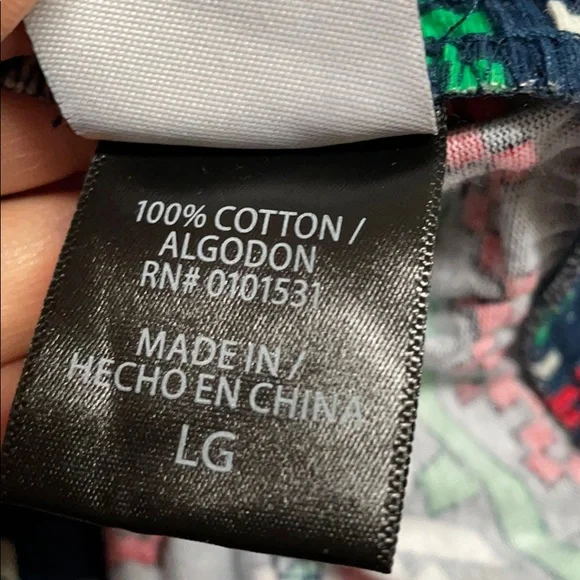 100% COTTON /
ALGODON
RN# 0101531
MADE IN /
HECHO EN CHINA
LG